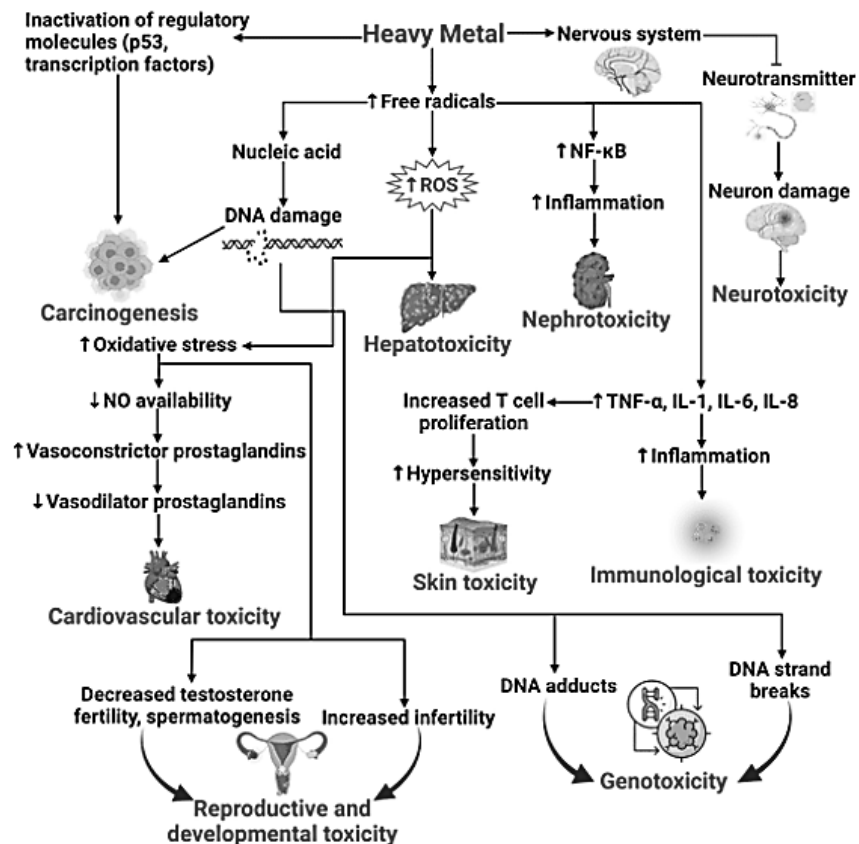 Inactivation of regulatory
molecules (p53,
transcription factors)
Heavy Metal
Nervous system
Neurotransmitter
↑Free radicals
Nucleic acid
↑ROS
↑NF-κB
DNA damage
↑Inflammation
Neuron damage
Carcinogenesis
Hepatotoxicity
Nephrotoxicity
Neurotoxicity
↑Oxidative stress
↓NO availability
↑Vasoconstrictor prostaglandins
↓Vasodilator prostaglandins
Cardiovascular toxicity
Increased T cell
proliferation
↑TNF-α, IL-1, IL-6, IL-8
↑Hypersensitivity
↑Inflammation
Skin toxicity
Immunological toxicity
Decreased testosterone
fertility, spermatogenesis
Increased infertility
Reproductive and
developmental toxicity
DNA adducts
DNA strand
breaks
Genotoxicity